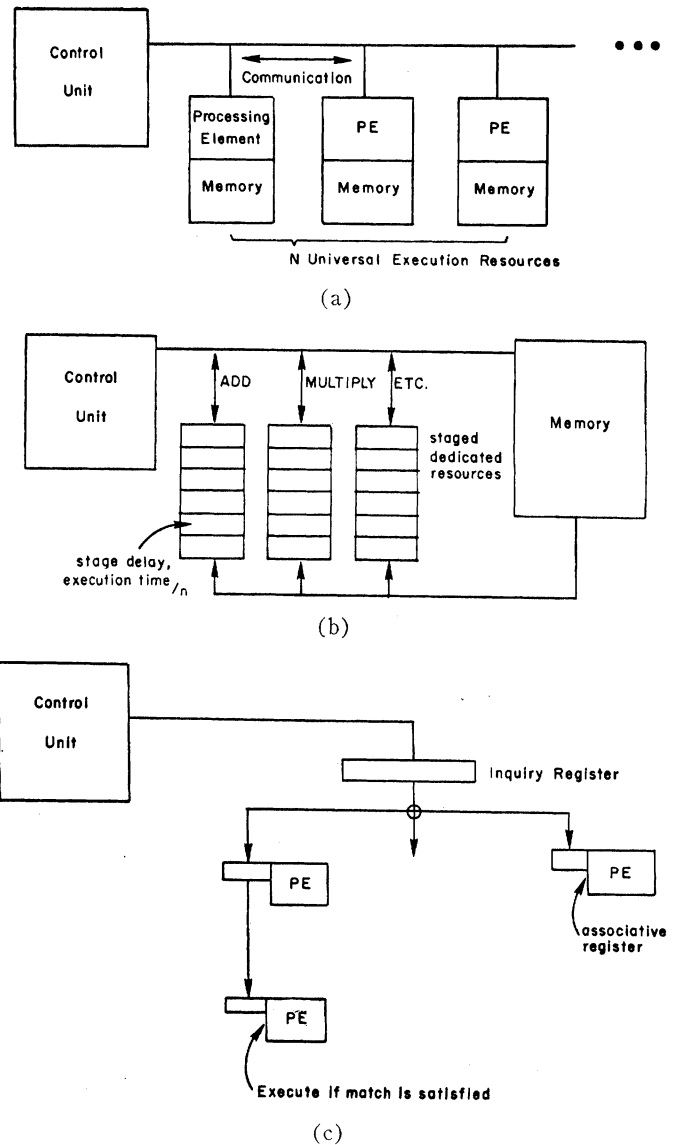 Control
Unit
Communication
Processing
Element
Memory
PE
Memory
PE
Memory
N Universal Execution Resources
(a)
Control
Unit
ADD
MULTIPLY
ETC.
staged
dedicated
resources
Memory
stage delay,
execution time/n
(b)
Control
Unit
Inquiry Register
PE
PE
associative
register
PE
Execute if match is satisfied
(c)